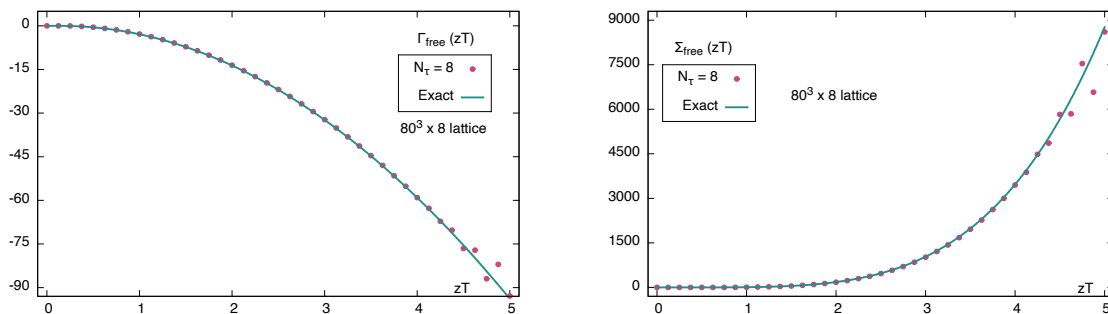 0
-15
-30
-45
-60
-75
-90
Γfree (zT)
Nτ = 8
Exact
80³ x 8 lattice
0 1 2 3 4 5
zT
9000
7500
6000
4500
3000
1500
0
Σfree (zT)
Nτ = 8
Exact
80³ x 8 lattice
0 1 2 3 4 5
zT